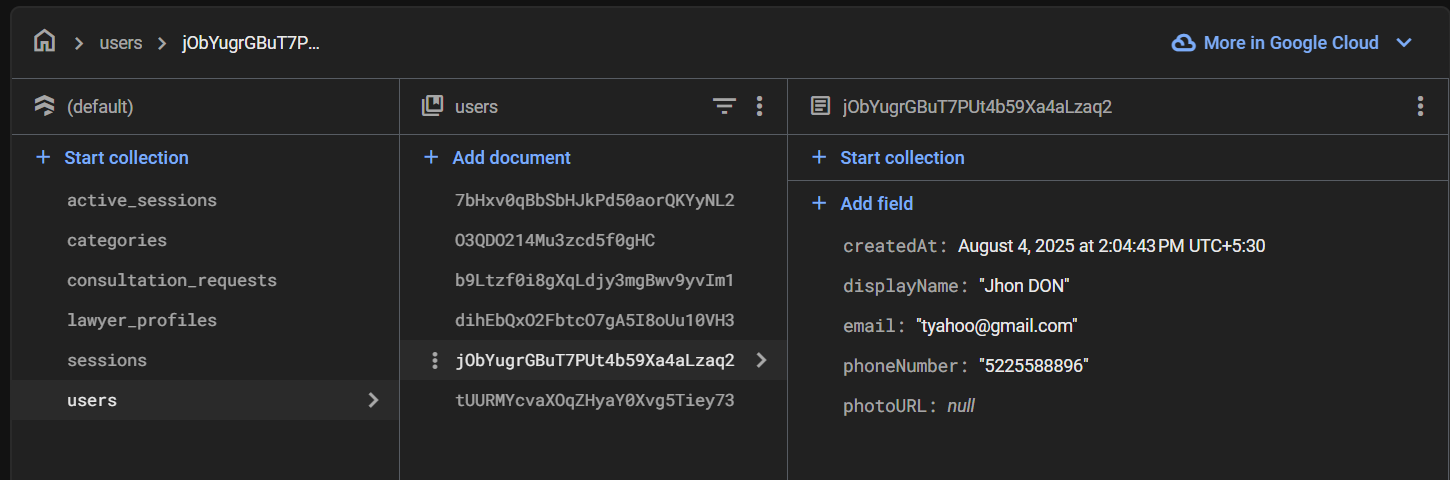 users
jObYugrGBuT7P…
More in Google Cloud
(default)
Start collection
active_sessions
categories
consultation_requests
lawyer_profiles
sessions
users
users
Add document
7bHxv0qBbSbHJkPd50aorQKYyNL2
O3QDO214Mu3zcd5f0gHC
b9Ltzf0i8gXqLdjy3mgBwv9yvIm1
dihEbQxO2FbtcO7gA5I8oUu10VH3
jObYugrGBuT7PUt4b59Xa4aLzaq2
tUURMYcvaXOqZHyaY0Xvg5Tiey73
jObYugrGBuT7PUt4b59Xa4aLzaq2
Start collection
Add field
createdAt: August 4, 2025 at 2:04:43 PM UTC+5:30
displayName: "Jhon DON"
email: "tyahoo@gmail.com"
phoneNumber: "5225588896"
photoURL: null